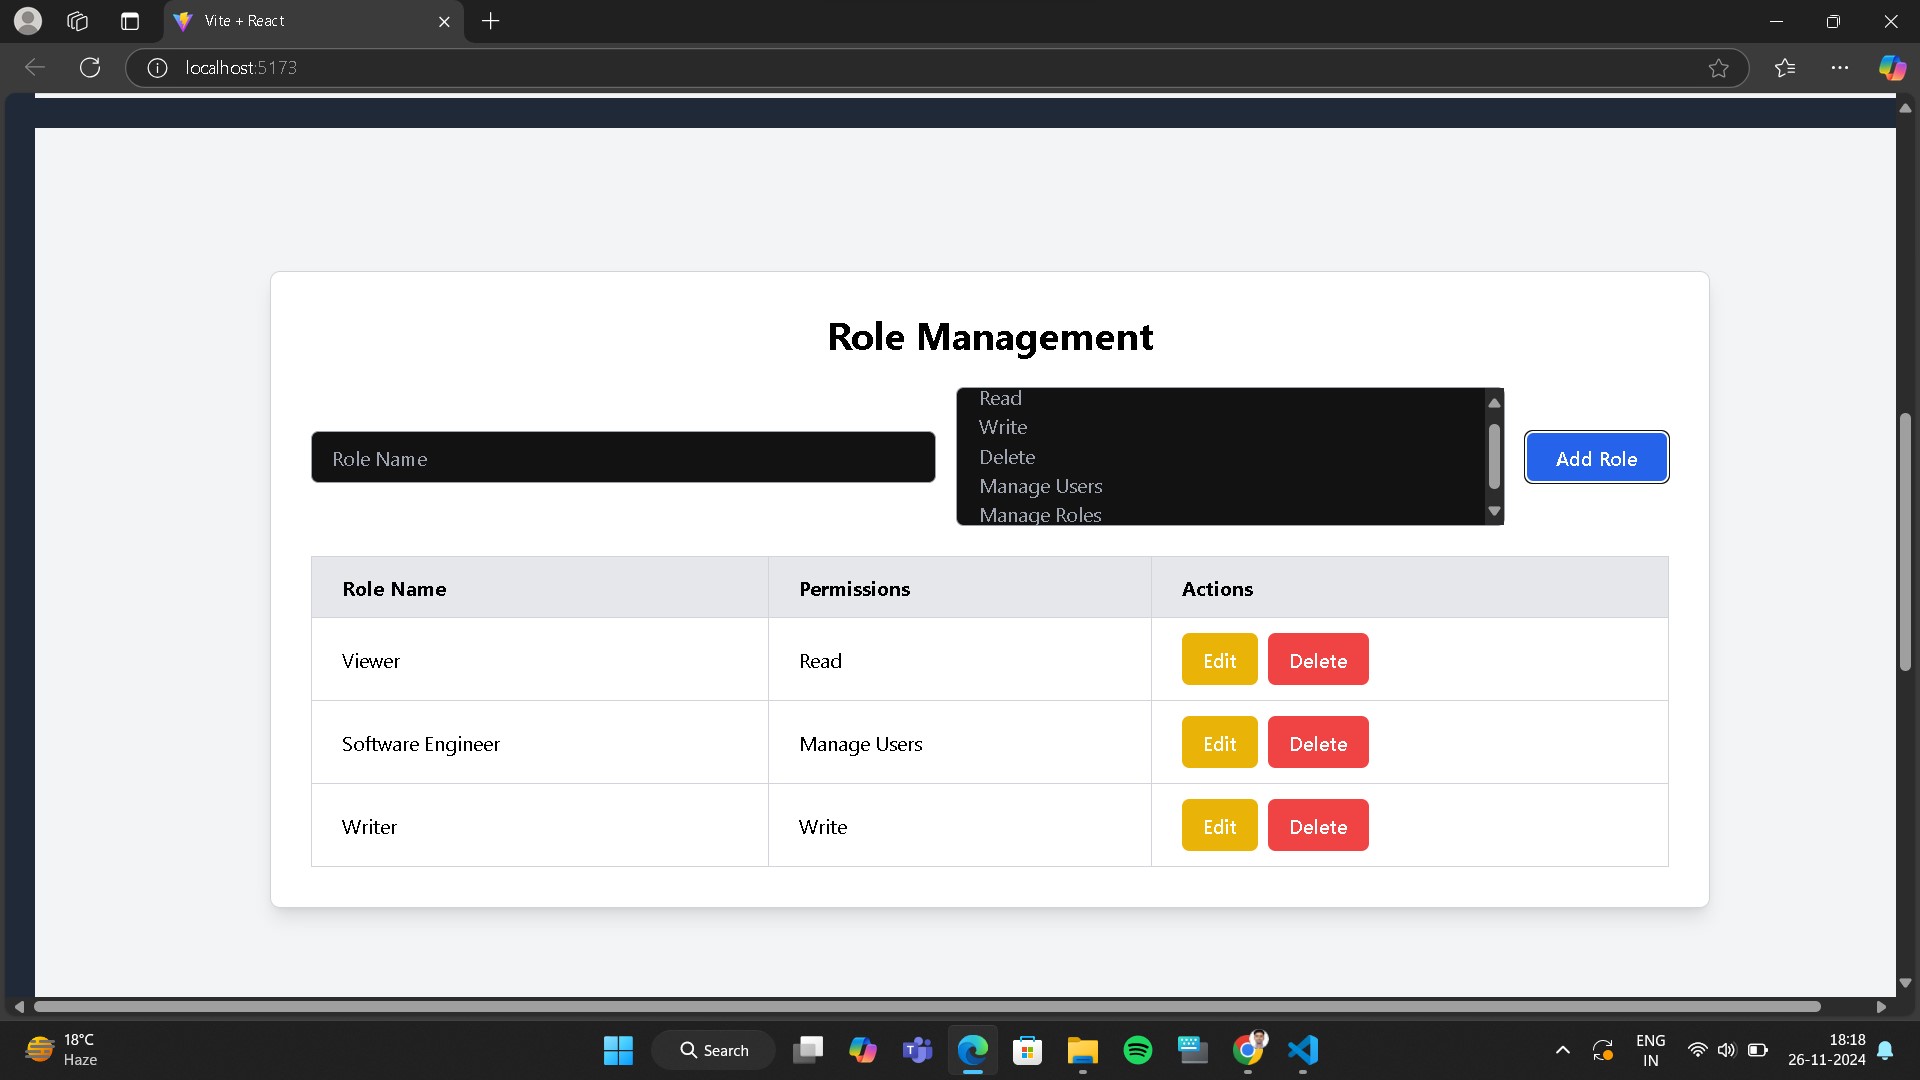 Vite + React
localhost:5173
Role Management
Role Name
Read
Write
Delete
Manage Users
Manage Roles
Add Role
Role Name Permissions Actions
Viewer Read Edit Delete
Software Engineer Manage Users Edit Delete
Writer Write Edit Delete
18°C
Haze
Search
ENG
IN
18:18
26-11-2024